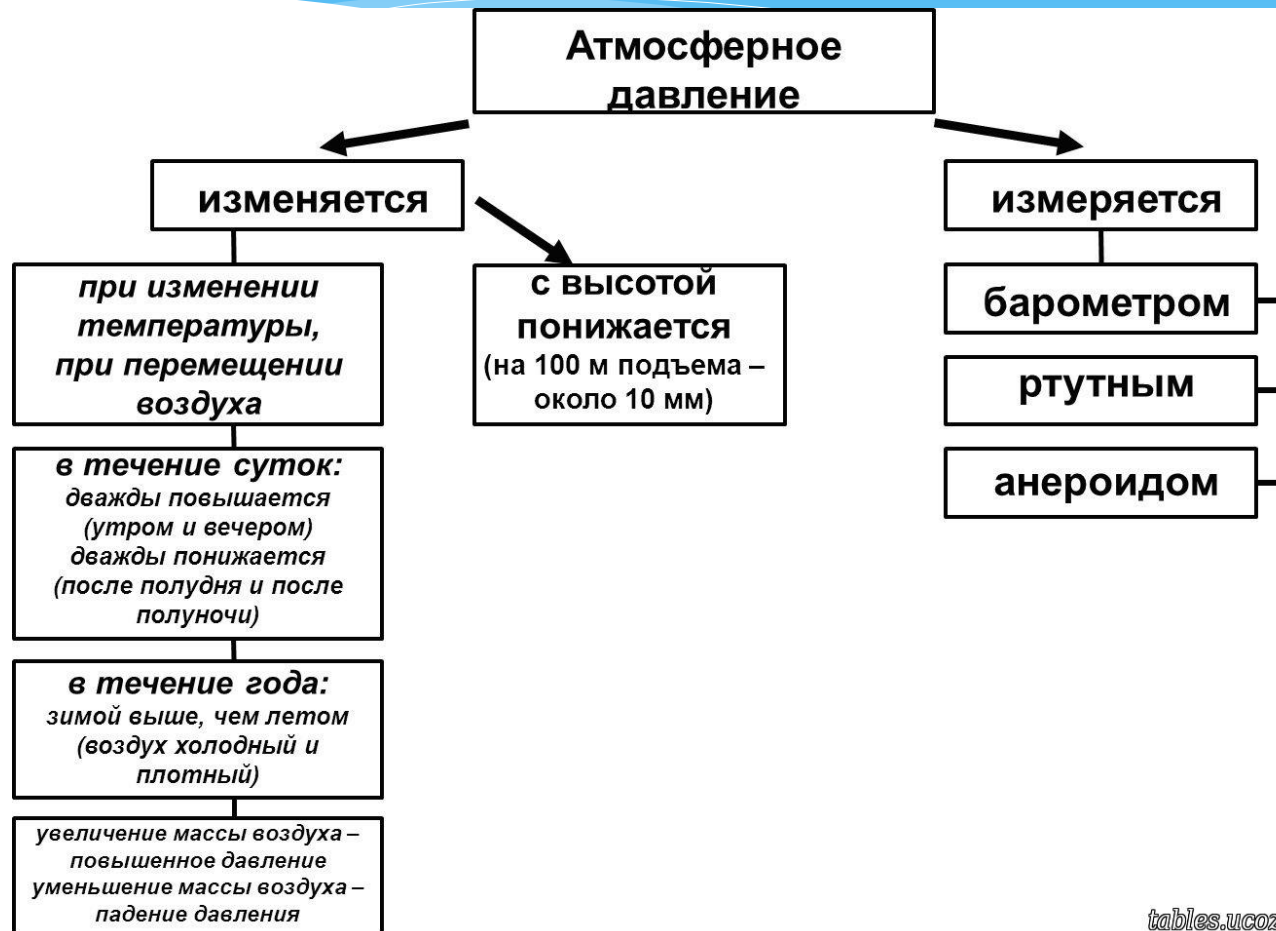 Атмосферное
давление
изменяется
измеряется
при изменении
температуры,
при перемещении
воздуха
с высотой
понижается
(на 100 м подъема –
около 10 мм)
барометром
ртутным
анероидом
в течение суток:
дважды повышается
(утром и вечером)
дважды понижается
(после полудня и после
полуночи)
в течение года:
зимой выше, чем летом
(воздух холодный и
плотный)
увеличение массы воздуха –
повышенное давление
уменьшение массы воздуха –
падение давления
tables.ucoz